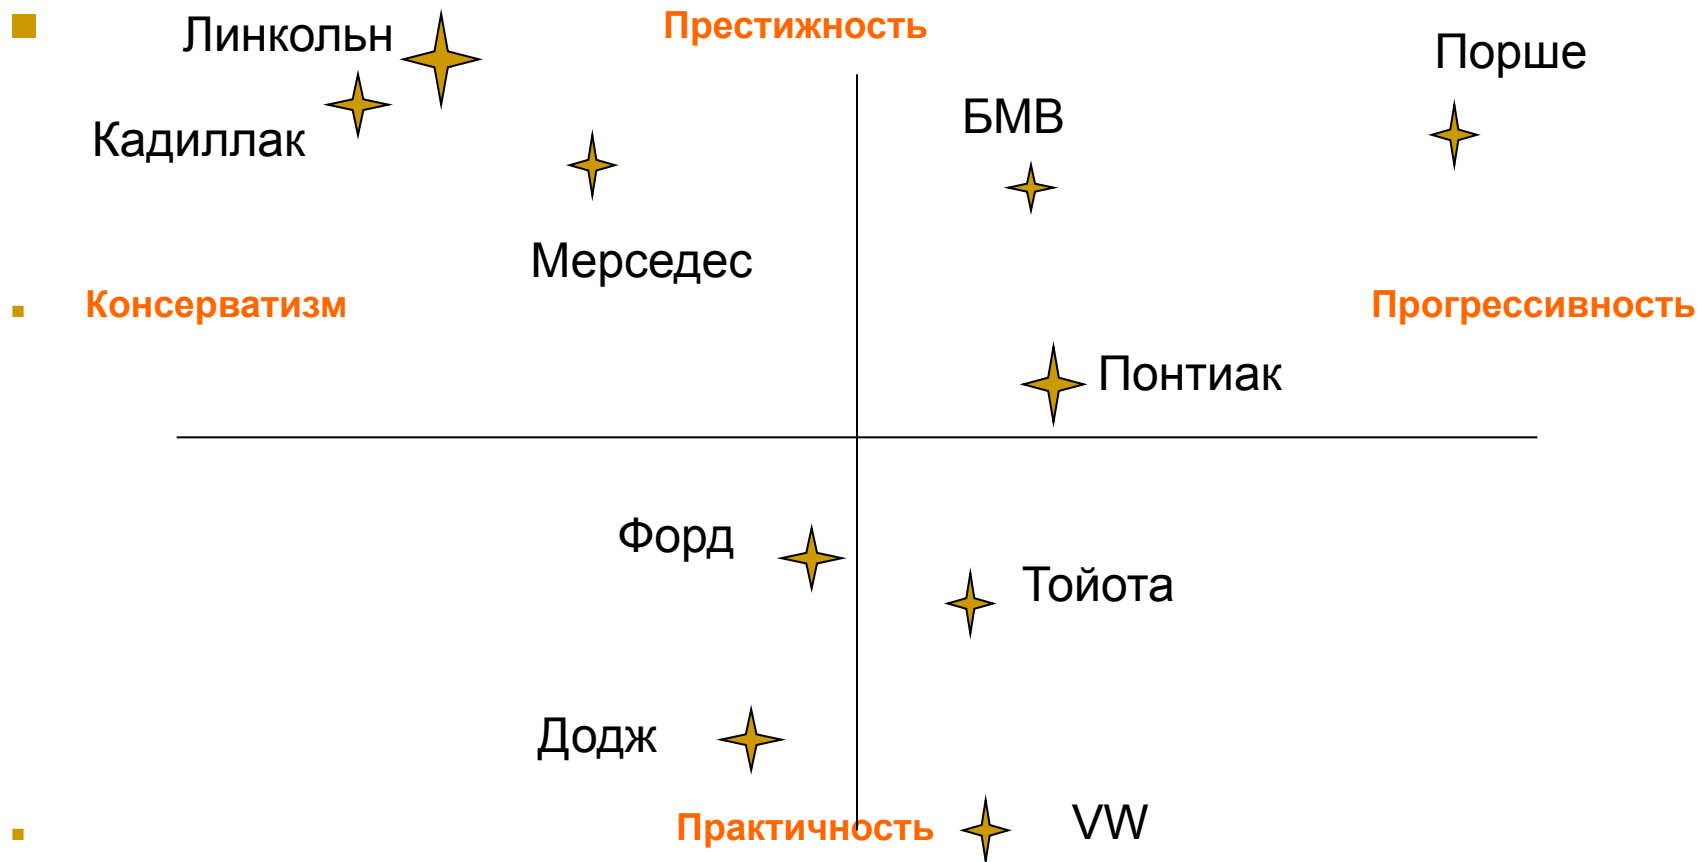 Линкольн
Престижность
Порше
БМВ
Кадиллак
Мерседес
Консерватизм
Прогрессивность
Понтиак
Форд
Тойота
Додж
Практичность
VW